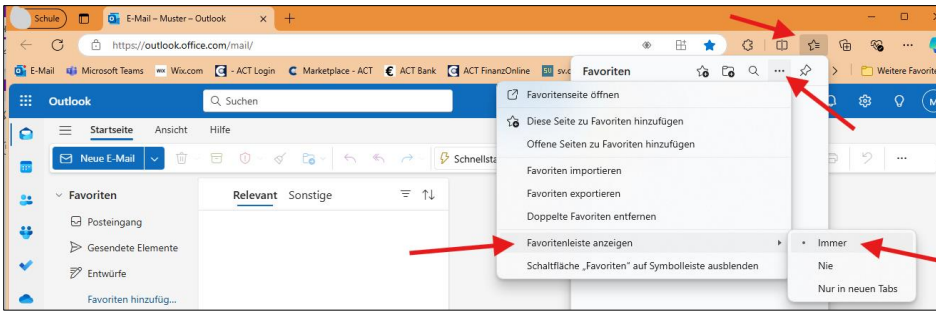 Schule
E-Mail – Muster – Outlook
https://outlook.office.com/mail/
E-Mail Microsoft Teams Wix.com - ACT Login Marketplace - ACT ACT Bank ACT FinanzOnline Weitere Favorite
Favoriten
Outlook
Suchen
Favoritenseite öffnen
Diese Seite zu Favoriten hinzufügen
Offene Seiten zu Favoriten hinzufügen
Favoriten importieren
Favoriten exportieren
Doppelte Favoriten entfernen
Favoritenleiste anzeigen
Schaltfläche „Favoriten" auf Symbolleiste ausblenden
Immer
Nie
Nur in neuen Tabs
Startseite Ansicht Hilfe
Neue E-Mail
Schnellsta
Favoriten
Relevant Sonstige
Posteingang
Gesendete Elemente
Entwürfe
Favoriten hinzufüg...